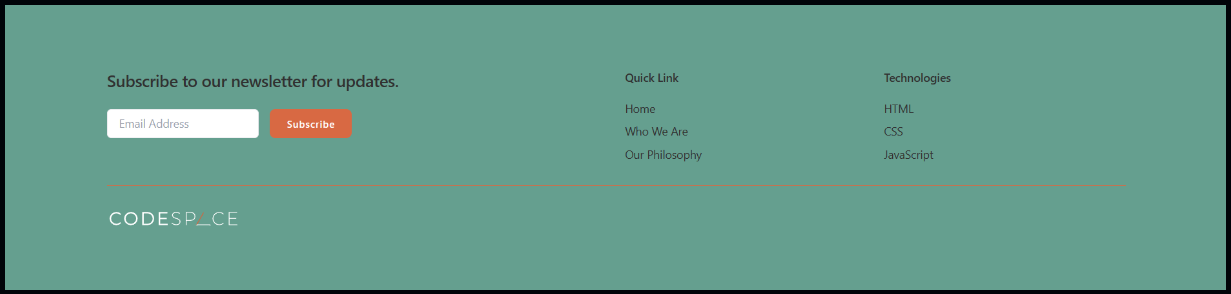 Subscribe to our newsletter for updates.
Email Address
Subscribe
Quick Link
Home
Who We Are
Our Philosophy
Technologies
HTML
CSS
JavaScript
CODESPACE